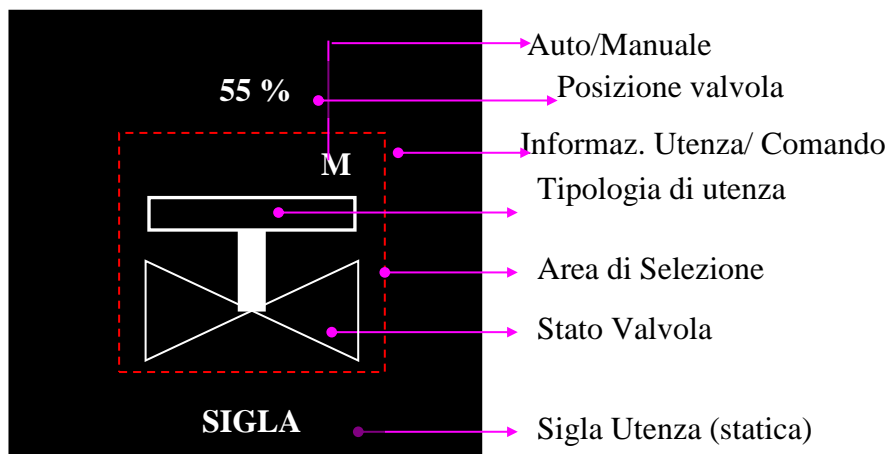 Auto/Manuale
55 %
Posizione valvola
Informaz. Utenza/ Comando
M
Tipologia di utenza
Area di Selezione
Stato Valvola
SIGLA
Sigla Utenza (statica)